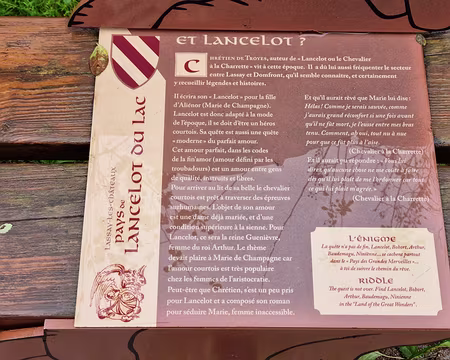 ET LANCELOT ?
CHRÉTIEN DE TROYES, auteur de « Lancelot ou le Chevalier
à la Charrette » vit à cette époque. Il a dû lui aussi fréquenter le secteur
entre Lassay et Domfront, qu'il semble connaître, et certainement
y recueillir légendes et histoires.
Il écrit son « Lancelot » pour la fille
d'Aliénor (Marie de Champagne).
Lancelot est donc adapté à la mode
de l'époque, il se doit d'être un héros
courtois. Sa quête est aussi une quête
« moderne » du parfait amour.
Cet amour parfait, dans les codes
de la fin'amor (amour défini par les
troubadours) est un amour entre gens
de qualité, instruits et libres.
Pour arriver au lit de sa belle le chevalier
courtois est prêt à traverser des épreuves
surhumaines. L'objet de son amour
est une dame déjà mariée, et d'une
condition supérieure à la sienne. Pour
Lancelot, ce sera la reine Guenièvre,
femme du roi Arthur. Le thème
devait plaire à Marie de Champagne car
l'amour courtois est très populaire
chez les femmes de l'aristocratie.
Peut-être que Chrétien, s'est un peu pris
pour Lancelot et a composé son roman
pour séduire Marie, femme inaccessible.
Et qu'il aurait rêvé que Marie lui dise :
Hélas! Comme je serais sauvée, comme
j'aurais grand réconfort si une fois avant
qu'il ne fût mort, je l'eusse entre mes bras
tenu. Comment, oui, tout nu à nue
pour que ce fût plus à l'aise.
(Chevalier à la Charrette)
Et il aurait pu répondre :
qu'aucune chose ne me coûte à faire
dès qu'il plaît de me l'ordonner car tout
ce qui lui plaît m'agrée. »
(Chevalier à la Charrette)
LASSAY-LES-CHÂTEAUX
PAYS DE
LANCELOT DU LAC
L'ÉNIGME
La quête n'a pas de fin. Lancelot, Bohort, Arthur,
Baudemagu, Ninienne... se cachent partout
dans le « Pays des Grandes Merveilles »...
à toi de suivre le chemin du rêve.
RIDDLE
The quest is not over. Find Lancelot, Bohort,
Arthur, Baudemagu, Ninienne
in the "Land of the Great Wonders".